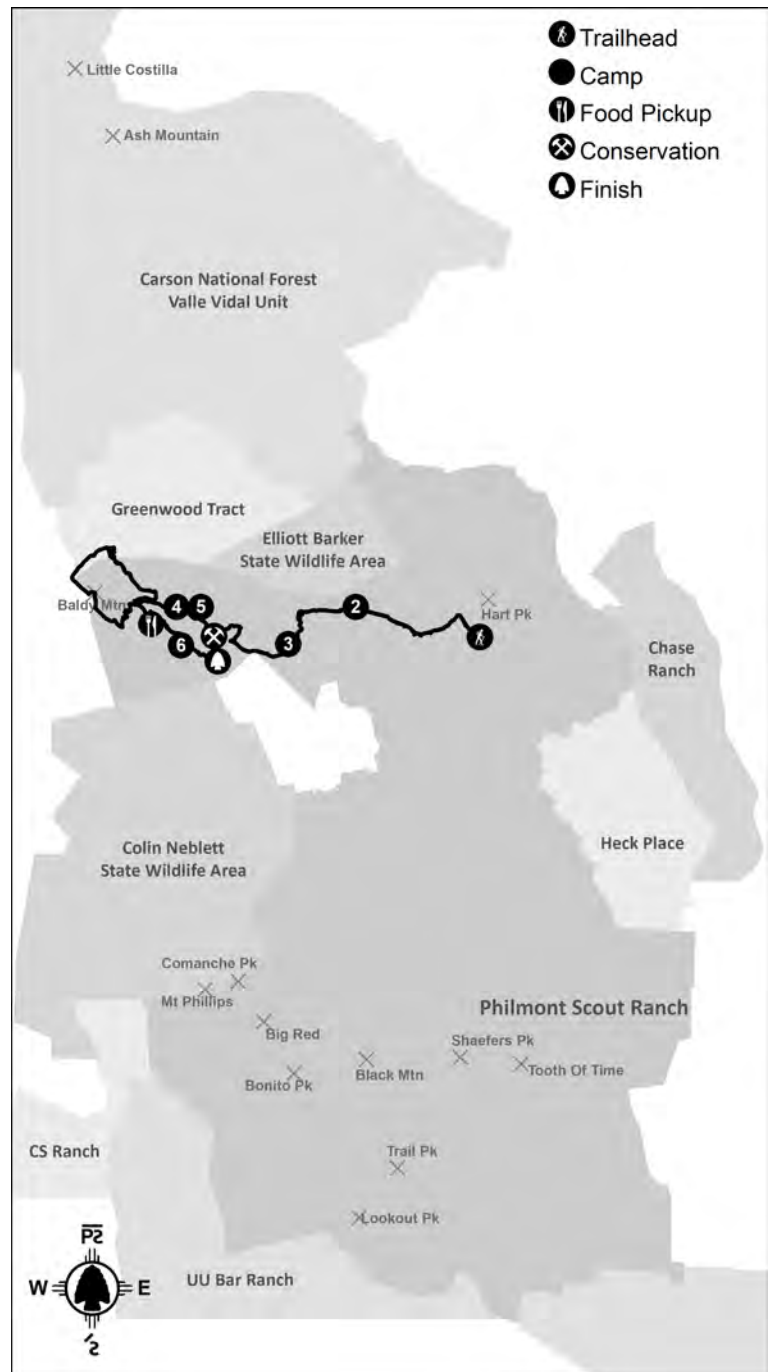 Trailhead
Camp
Food Pickup
Conservation
Finish
Little Costilla
Ash Mountain
Carson National Forest
Valle Vidal Unit
Greenwood Tract
Elliott Barker
State Wildlife Area
Baldy Mtn
4
5
2
Hart Pk
3
6
Chase
Ranch
Heck Place
Colin Neblett
State Wildlife Area
Comanche Pk
Mt Phillips
Philmont Scout Ranch
Big Red
Shaefers Pk
Black Mtn
Tooth Of Time
Bonito Pk
CS Ranch
Trail Pk
Lookout Pk
UU Bar Ranch
W
E